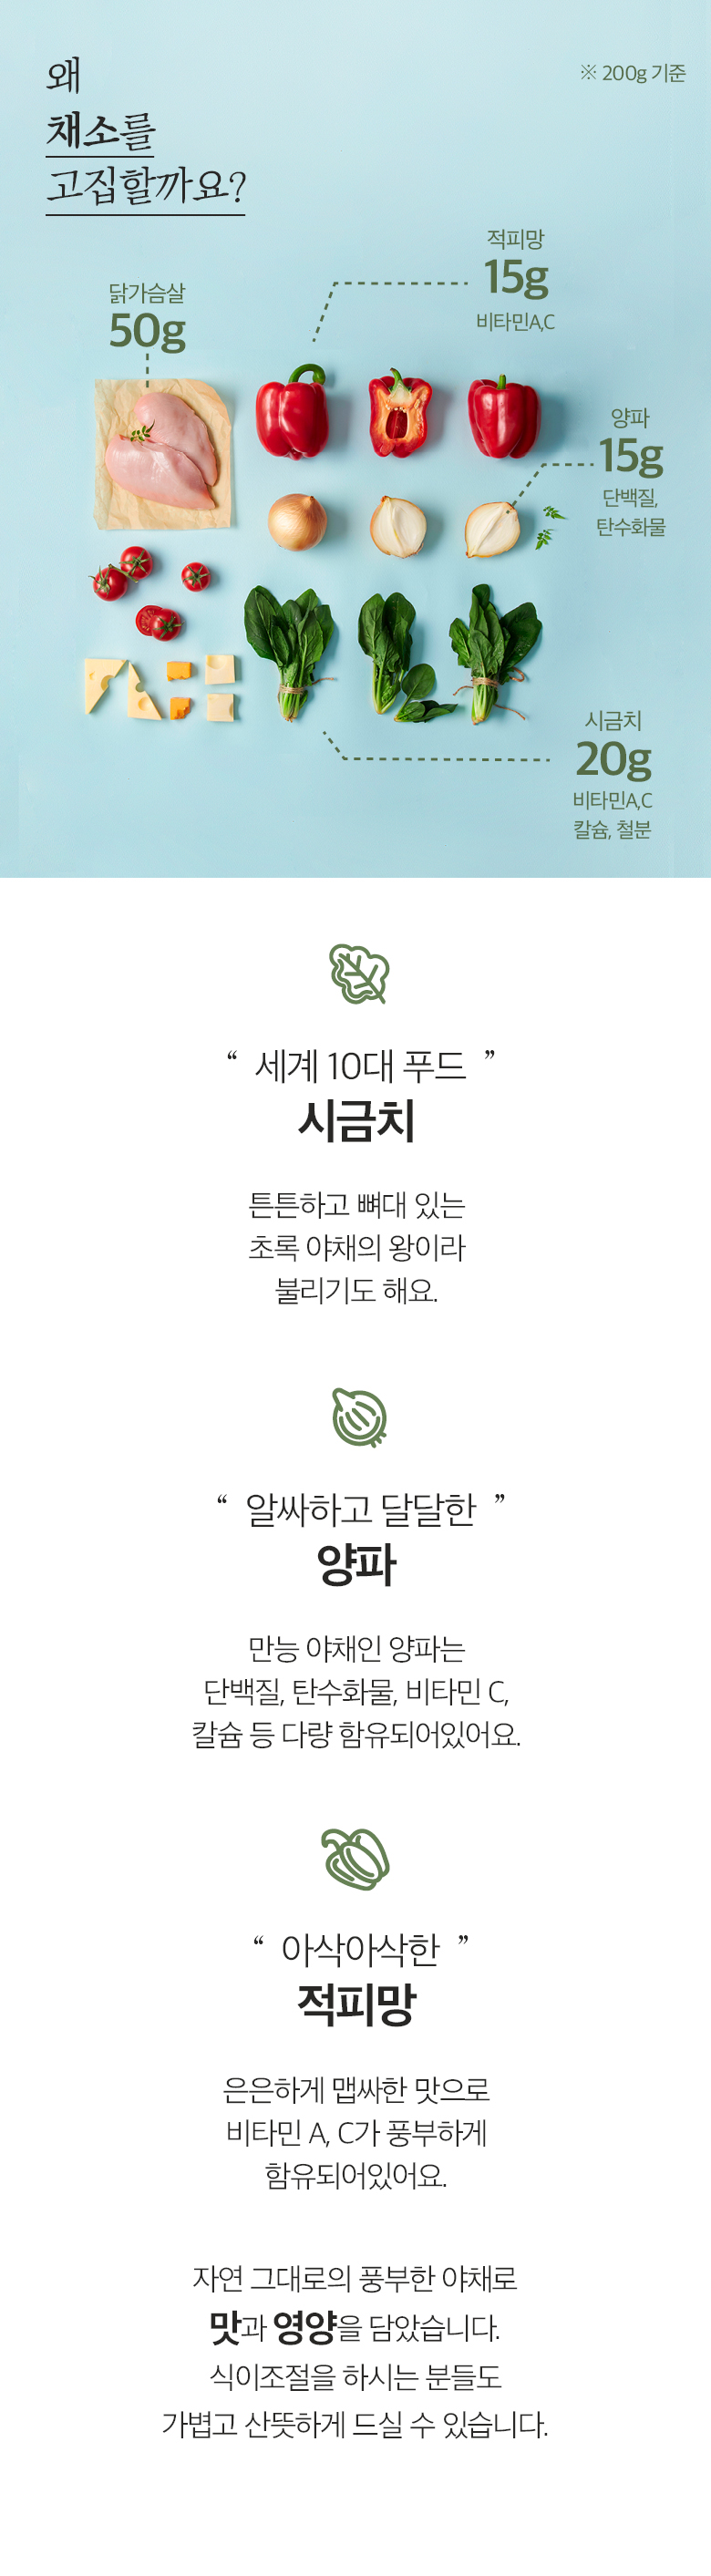 왜
채소를
고집할까요?
※ 200g 기준
적피망
15g
비타민A,C
닭가슴살
50g
양파
15g
단백질,
탄수화물
시금치
20g
비타민A,C
칼슘, 철분
“ 세계 10대 푸드 ”
시금치
튼튼하고 뼈대 있는
초록 야채의 왕이라
불리기도 해요.
“ 알싸하고 달달한 ”
양파
만능 야채인 양파는
단백질, 탄수화물, 비타민 C,
칼슘 등 다량 함유되어있어요.
“ 아삭아삭한 ”
적피망
은은하게 맵싸한 맛으로
비타민 A, C가 풍부하게
함유되어있어요.
자연 그대로의 풍부한 야채로
맛과 영양을 담았습니다.
식이조절을 하시는 분들도
가볍고 산뜻하게 드실 수 있습니다.